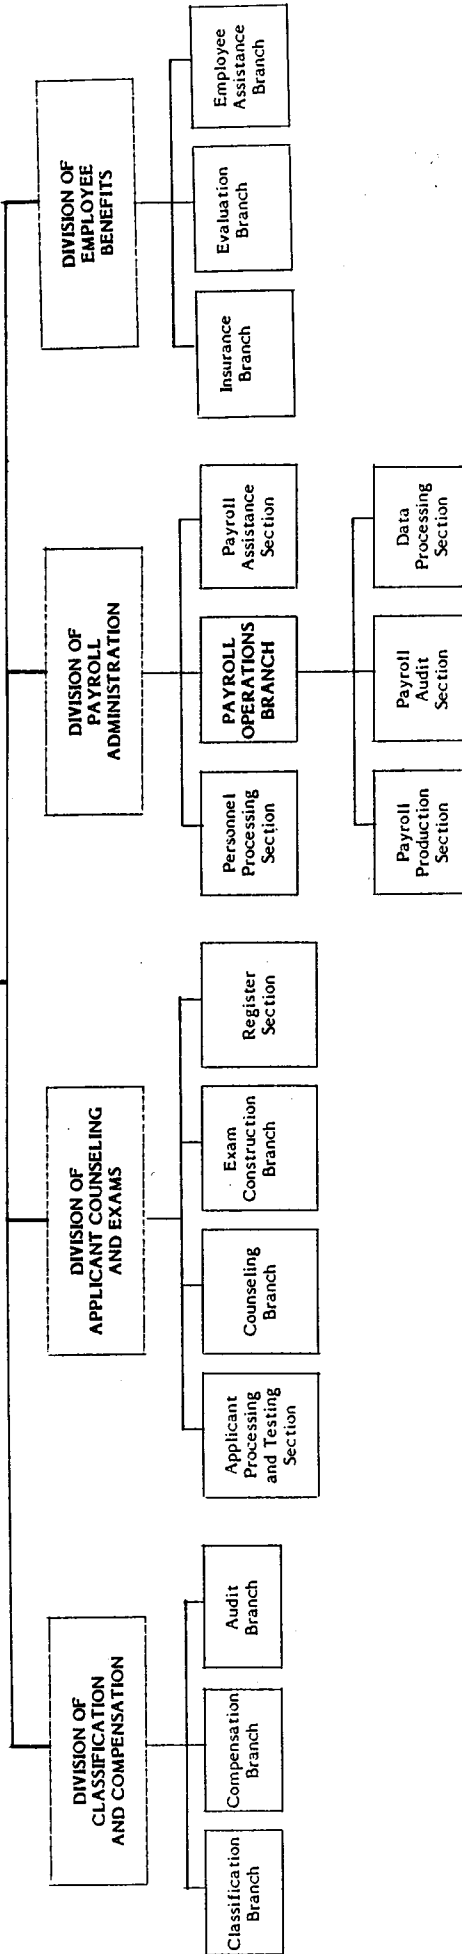 DIVISION OF
CLASSIFICATION
AND COMPENSATION
Classification
Branch
Compensation
Branch
Audit
Branch
DIVISION OF
APPLICANT COUNSELING
AND EXAMS
Applicant
Processing
and Testing
Section
Counseling
Branch
Exam
Construction
Branch
Register
Section
DIVISION OF
PAYROLL
ADMINISTRATION
Personnel
Processing
Section
PAYROLL
OPERATIONS
BRANCH
Payroll
Assistance
Section
Payroll
Production
Section
Payroll
Audit
Section
Data
Processing
Section
DIVISION OF
EMPLOYEE
BENEFITS
Insurance
Branch
Evaluation
Branch
Employee
Assistance
Branch